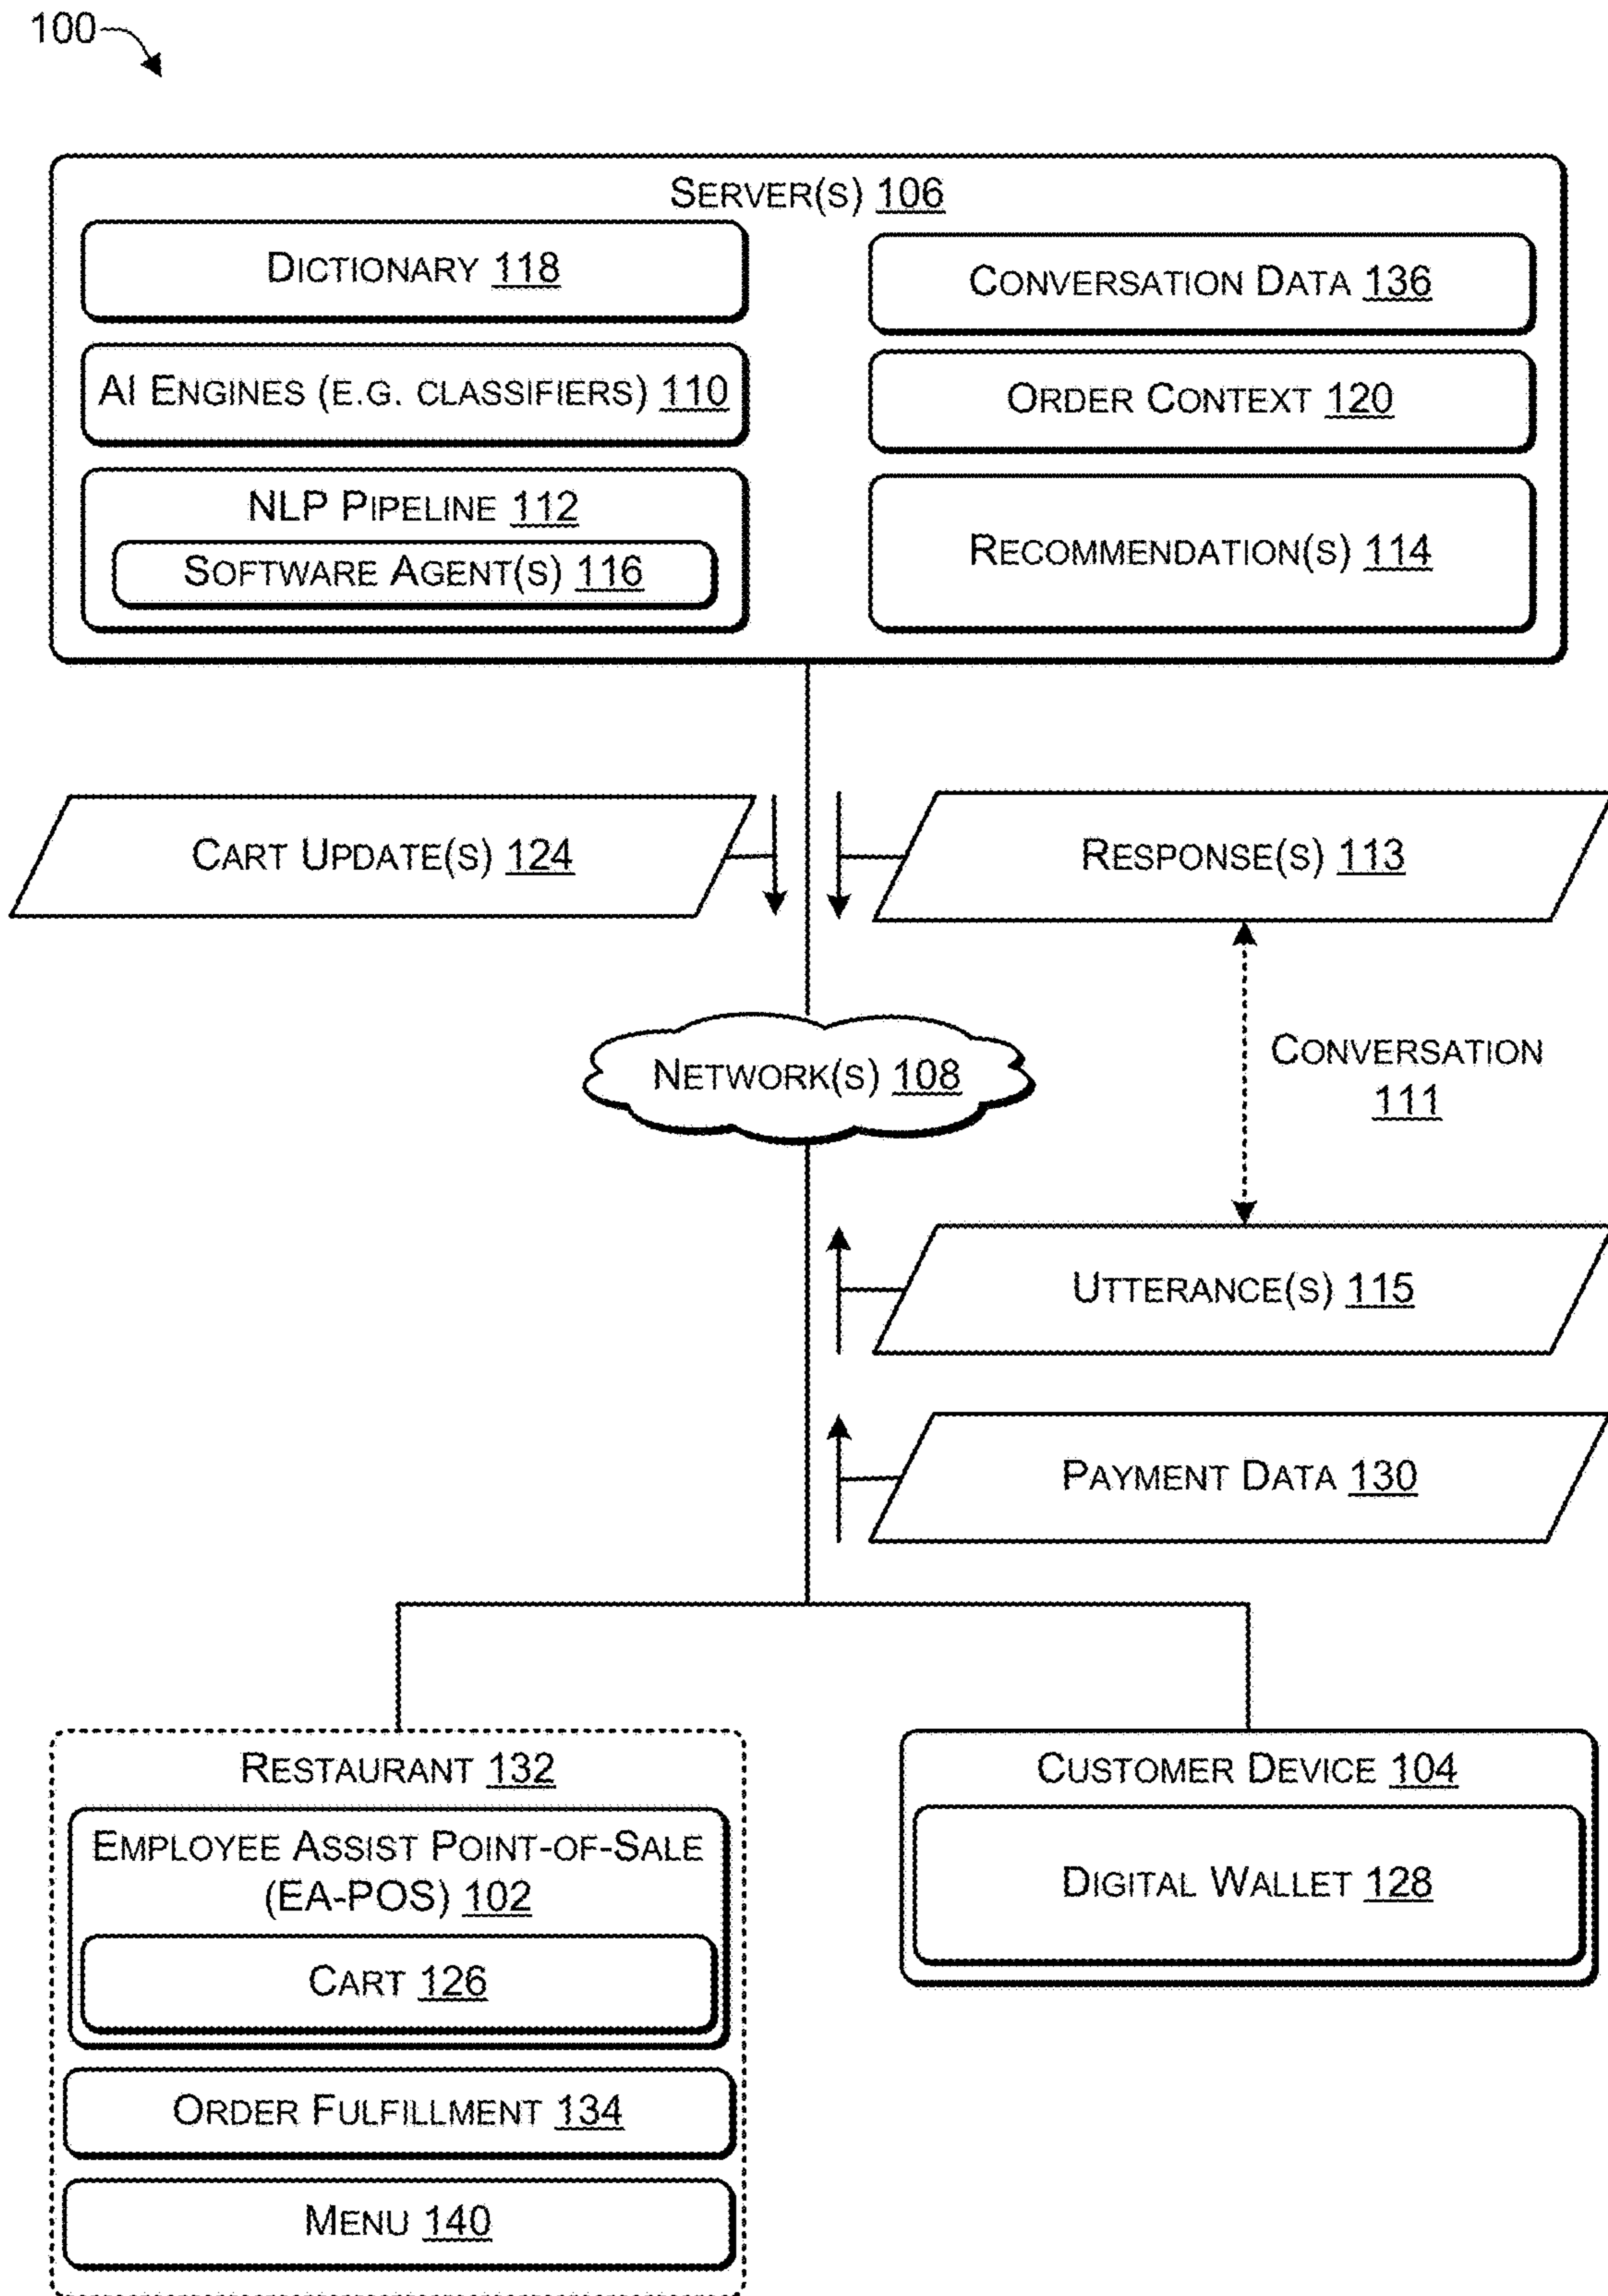 100
SERVER(S) 106
DICTIONARY 118
CONVERSATION DATA 136
AI ENGINES (E.G. CLASSIFIERS) 110
ORDER CONTEXT 120
NLP PIPELINE 112
SOFTWARE AGENT(S) 116
RECOMMENDATION(S) 114
CART UPDATE(S) 124
RESPONSE(S) 113
NETWORK(S) 108
CONVERSATION
111
UTTERANCE(S) 115
PAYMENT DATA 130
RESTAURANT 132
EMPLOYEE ASSIST POINT-OF-SALE
(EA-POS) 102
CART 126
ORDER FULFILLMENT 134
MENU 140
CUSTOMER DEVICE 104
DIGITAL WALLET 128